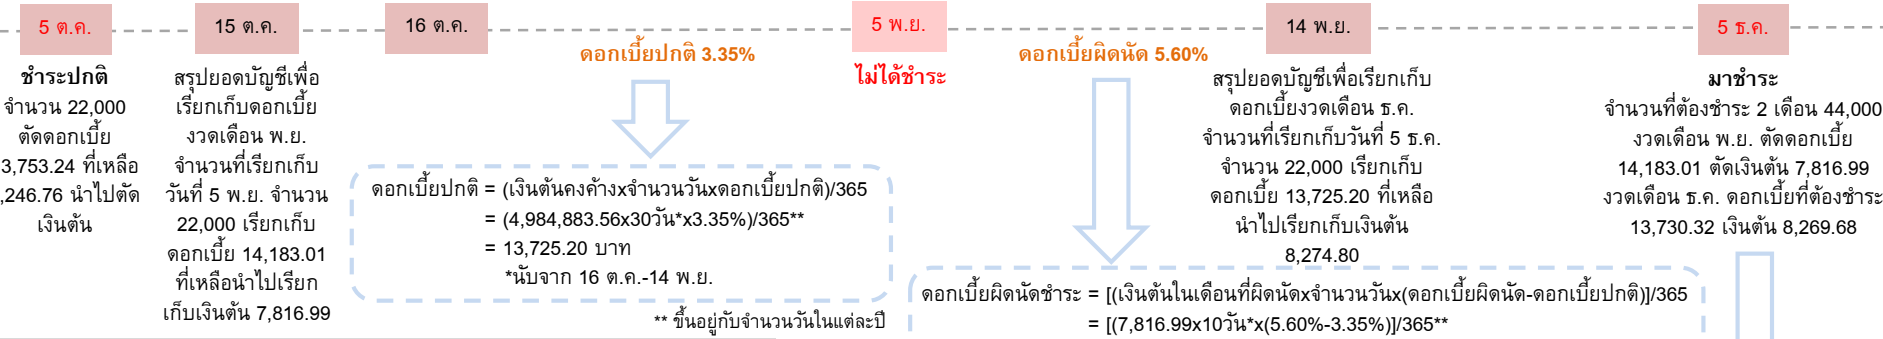 5 ต.ค.
ชำระปกติ
จำนวน 22,000
ตัดดอกเบี้ย
3,753.24 ที่เหลือ
,246.76 นำไปตัด
เงินต้น
15 ต.ค.
สรุปยอดบัญชีเพื่อ
เรียกเก็บดอกเบี้ย
งวดเดือน พ.ย.
จำนวนที่เรียกเก็บ
วันที่ 5 พ.ย. จำนวน
22,000 เรียกเก็บ
ดอกเบี้ย 14,183.01
ที่เหลือนำไปเรียก
เก็บเงินต้น 7,816.99
16 ต.ค.
ดอกเบี้ยปกติ 3.35%
ดอกเบี้ยปกติ = (เงินต้นคงค้างxจำนวนวันxดอกเบี้ยปกติ)/365
= (4,984,883.56x30วัน*x3.35%)/365**
= 13,725.20 บาท
*นับจาก 16 ต.ค.-14 พ.ย.
** ขึ้นอยู่กับจำนวนวันในแต่ละปี
5 พ.ย.
ไม่ได้ชำระ
ดอกเบี้ยผิดนัด 5.60%
ดอกเบี้ยผิดนัดชำระ = [(เงินต้นในเดือนที่ผิดนัดxจำนวนวันx(ดอกเบี้ยผิดนัด-ดอกเบี้ยปกติ)]/365
= [(7,816.99x10วัน*x(5.60%-3.35%)]/365**
14 พ.ย.
สรุปยอดบัญชีเพื่อเรียกเก็บ
ดอกเบี้ยงวดเดือน ธ.ค.
จำนวนที่เรียกเก็บวันที่ 5 ธ.ค.
จำนวน 22,000 เรียกเก็บ
ดอกเบี้ย 13,725.20 ที่เหลือ
นำไปเรียกเก็บเงินต้น
8,274.80
5 ธ.ค.
มาชำระ
จำนวนที่ต้องชำระ 2 เดือน 44,000
งวดเดือน พ.ย. ตัดดอกเบี้ย
14,183.01 ตัดเงินต้น 7,816.99
งวดเดือน ธ.ค. ดอกเบี้ยที่ต้องชำระ
13,730.32 เงินต้น 8,269.68